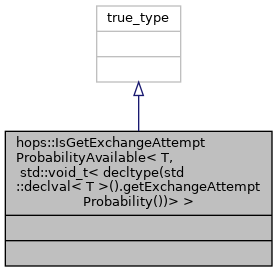 true_type
hops::IsGetExchangeAttempt
ProbabilityAvailable< T,
std::void_t< decltype(std
::declval< T >().getExchangeAttempt
Probability())> >